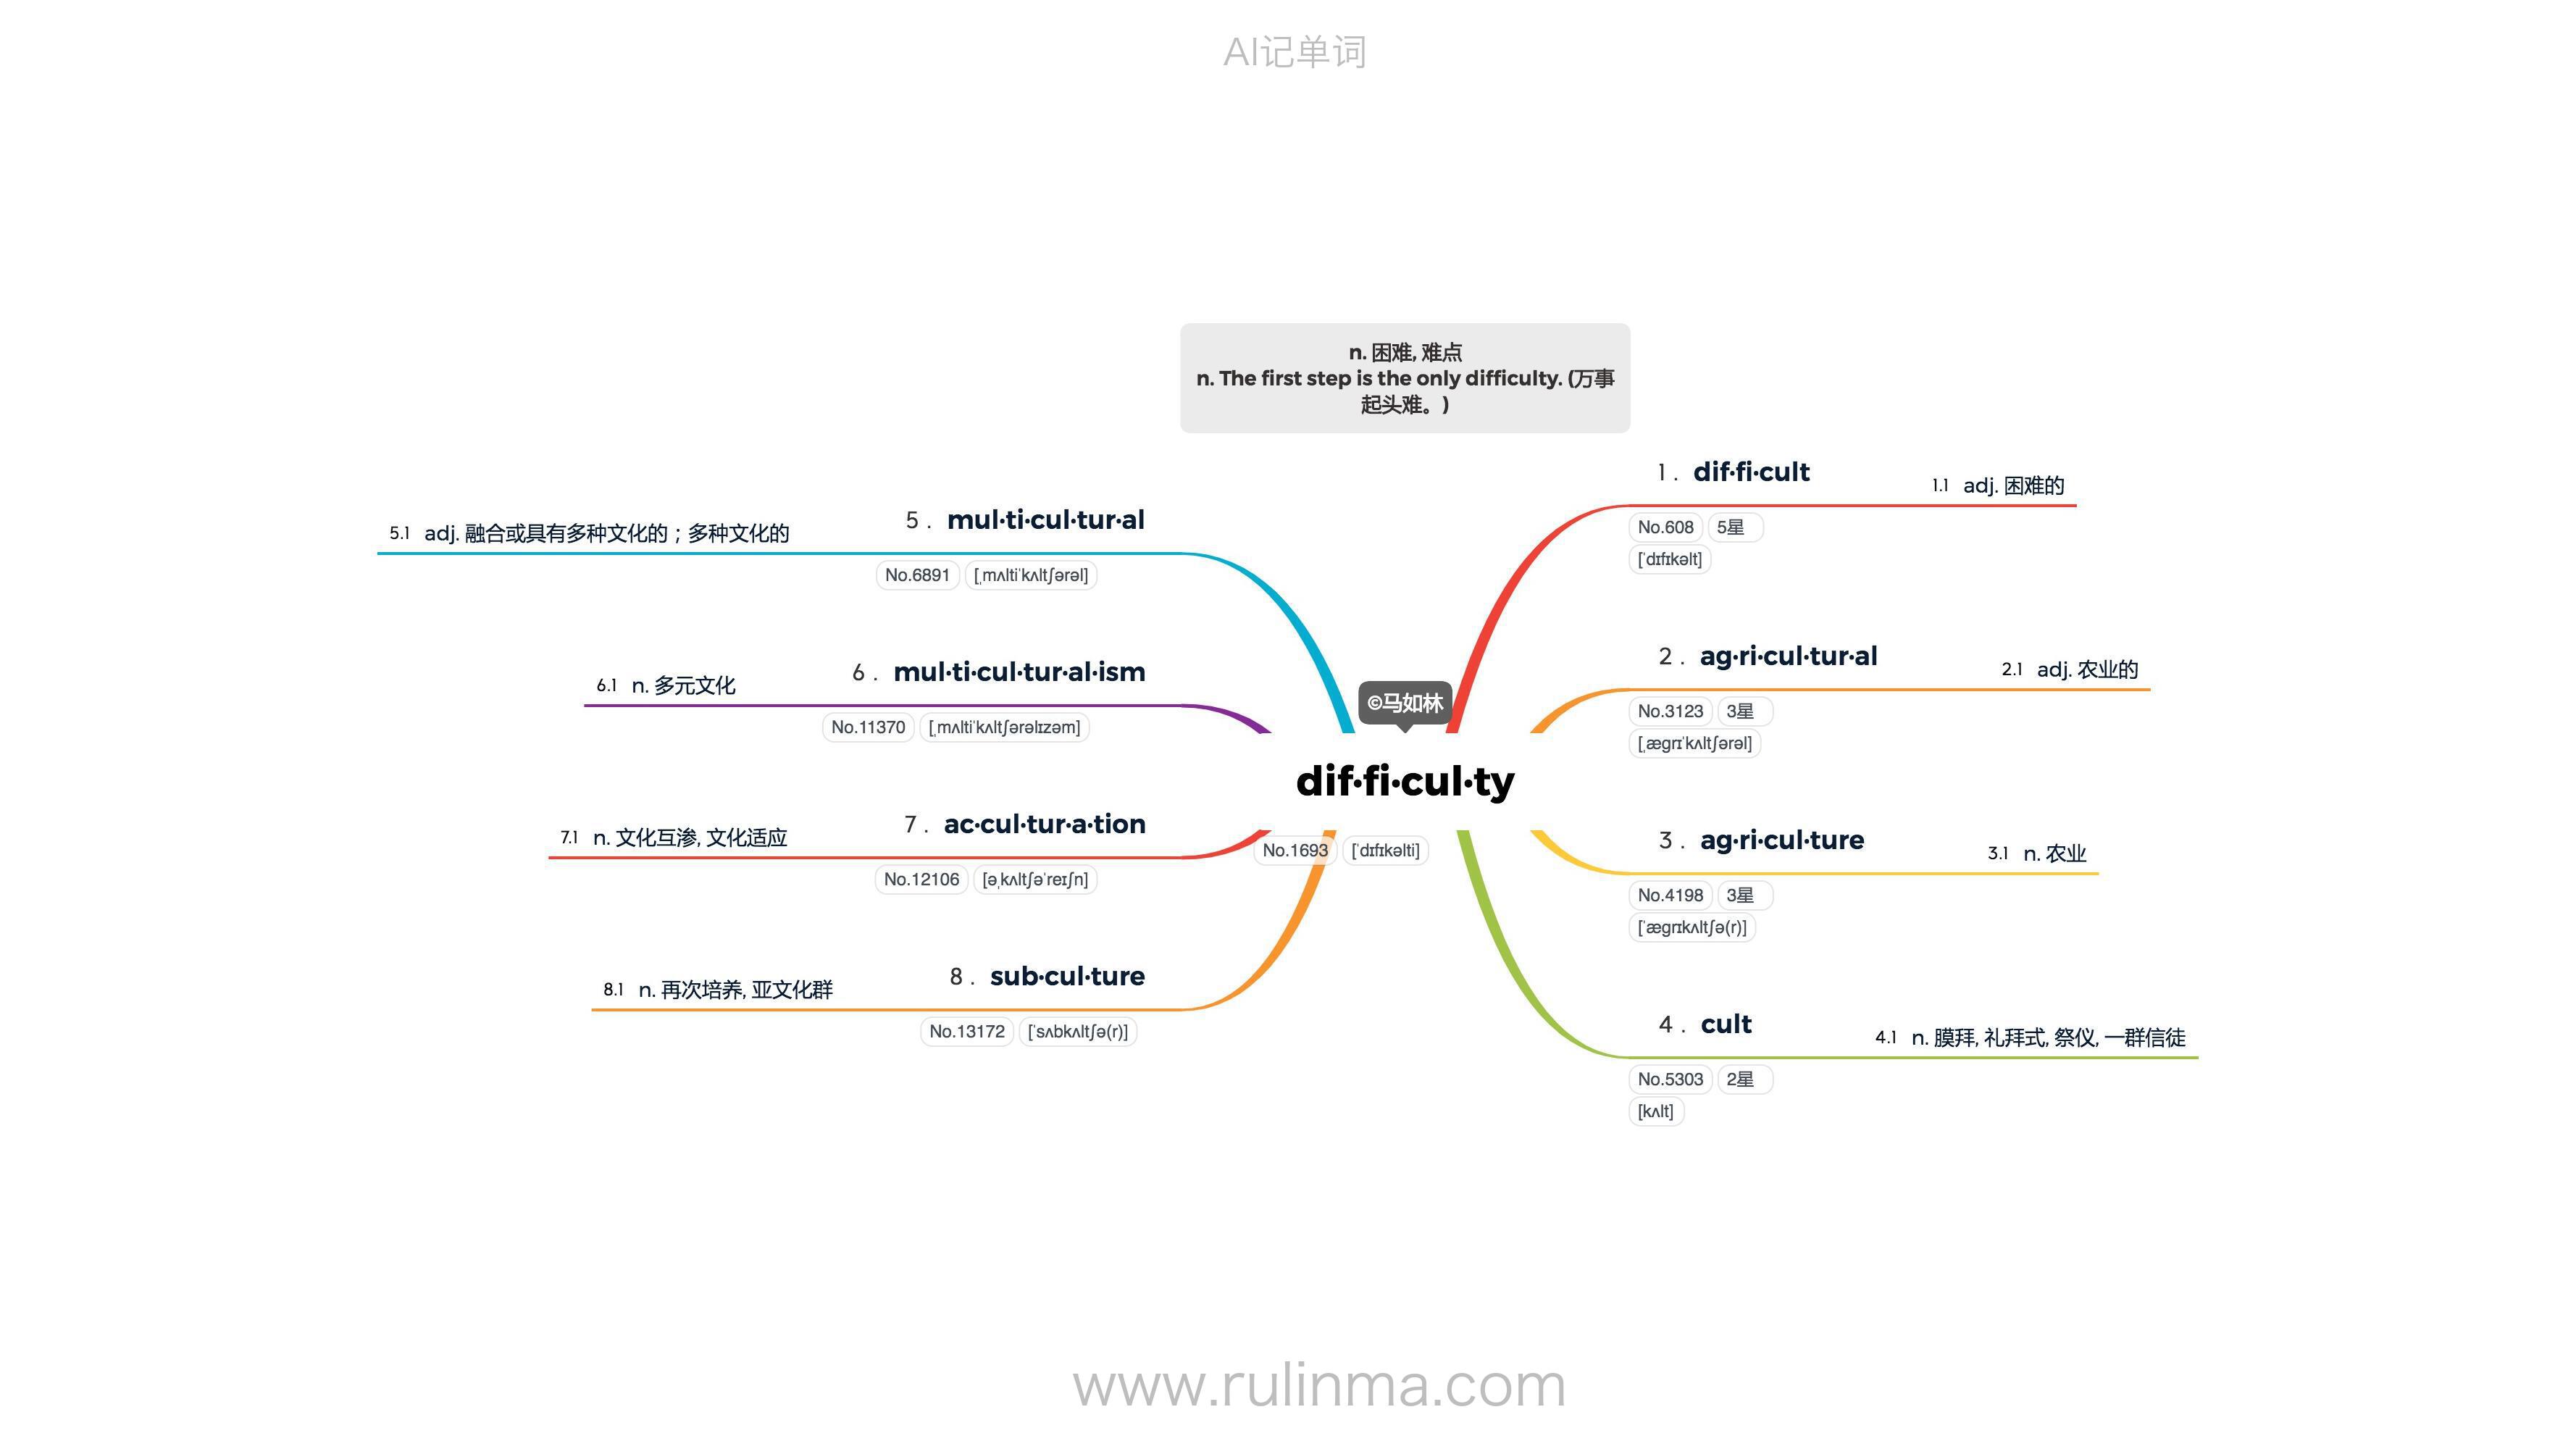 AI记单词
n. 困难, 难点
n. The first step is the only difficulty. (万事
起头难。)
©马如林
dif·fi·cul·ty
No.1693 [ˈdɪfɪkəlti]
1 . dif·fi·cult
1.1 adj. 困难的
No.608 5星
[ˈdɪfɪkəlt]
2 . ag·ri·cul·tur·al
2.1 adj. 农业的
No.3123 3星
[ˌæɡrɪˈkʌltʃərəl]
3 . ag·ri·cul·ture
3.1 n. 农业
No.4198 3星
[ˈæɡrɪkʌltʃə(r)]
4 . cult
4.1 n. 膜拜, 礼拜式, 祭仪, 一群信徒
No.5303 2星
[kʌlt]
5 . mul·ti·cul·tur·al
5.1 adj. 融合或具有多种文化的；多种文化的
No.6891 [ˌmʌltiˈkʌltʃərəl]
6 . mul·ti·cul·tur·al·ism
6.1 n. 多元文化
No.11370 [ˌmʌltiˈkʌltʃərəlɪzəm]
7 . ac·cul·tur·a·tion
7.1 n. 文化互渗, 文化适应
No.12106 [əˌkʌltʃəˈreɪʃn]
8 . sub·cul·ture
8.1 n. 再次培养, 亚文化群
No.13172 [ˈsʌbkʌltʃə(r)]
www.rulinma.com